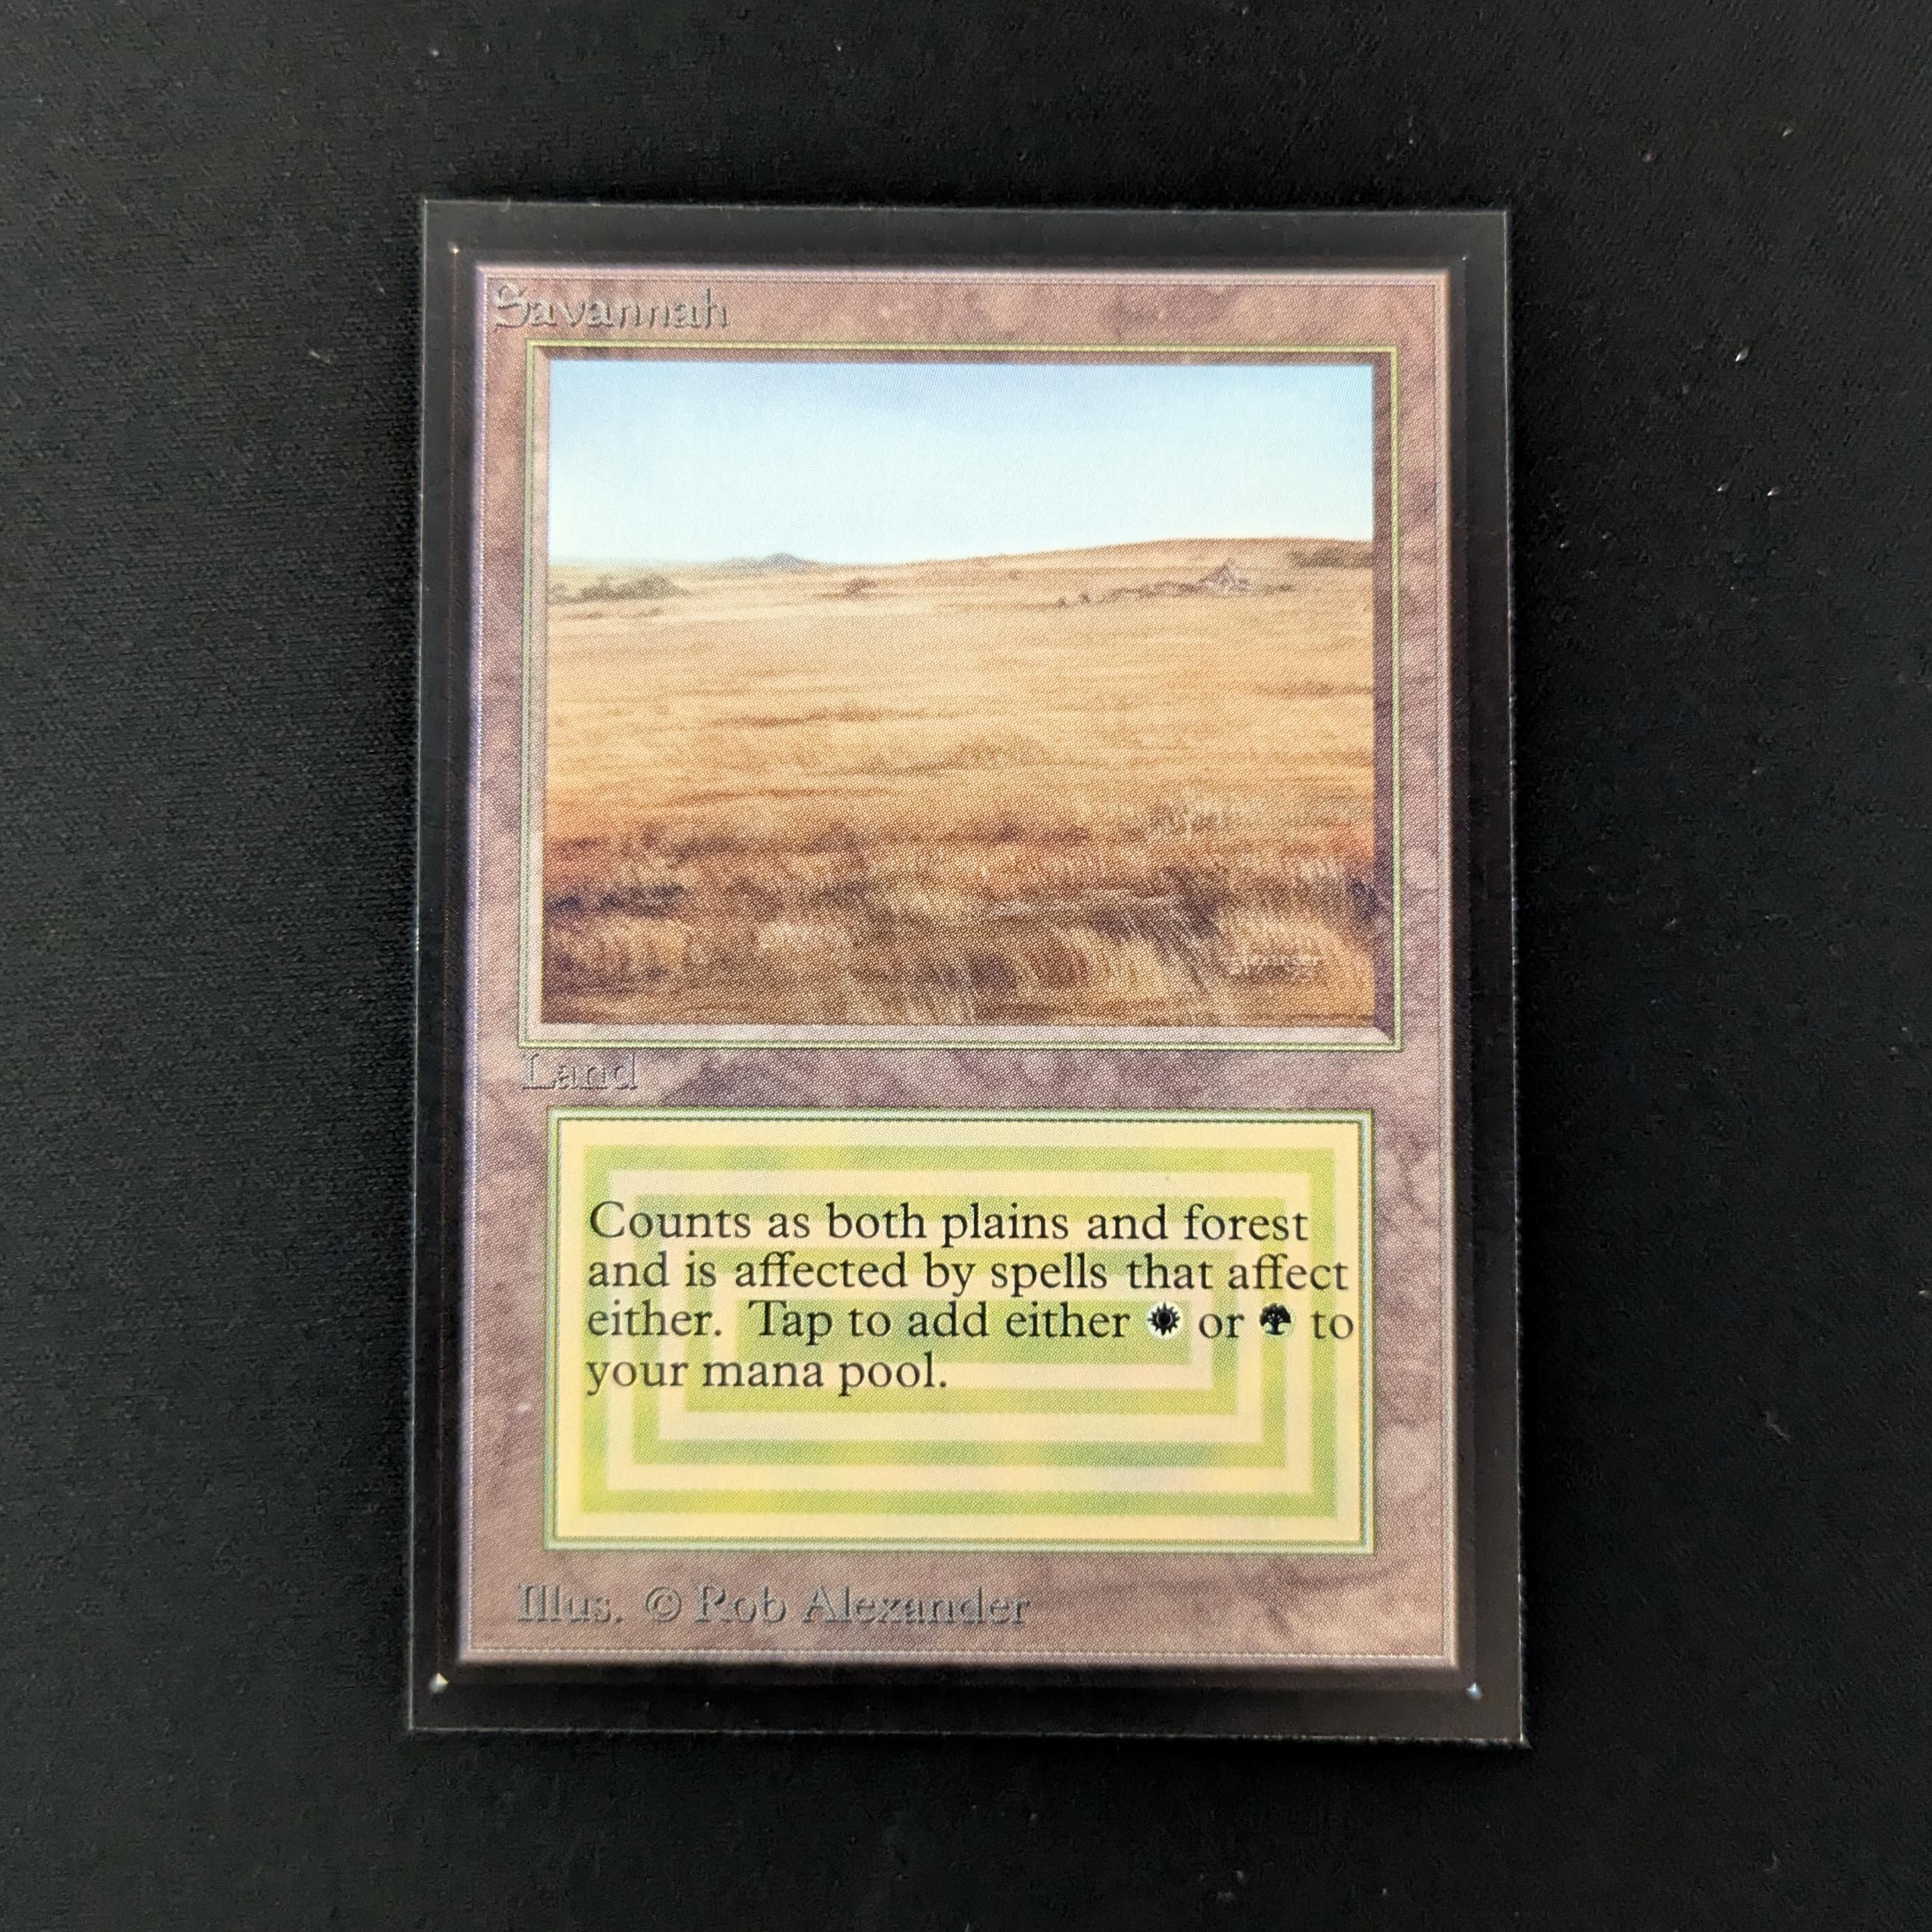 Savannah
Alexander
Land
Counts as both plains and forest
and is affected by spells that affect
either. Tap to add either or to
your mana pool.
Illus. © Rob Alexander